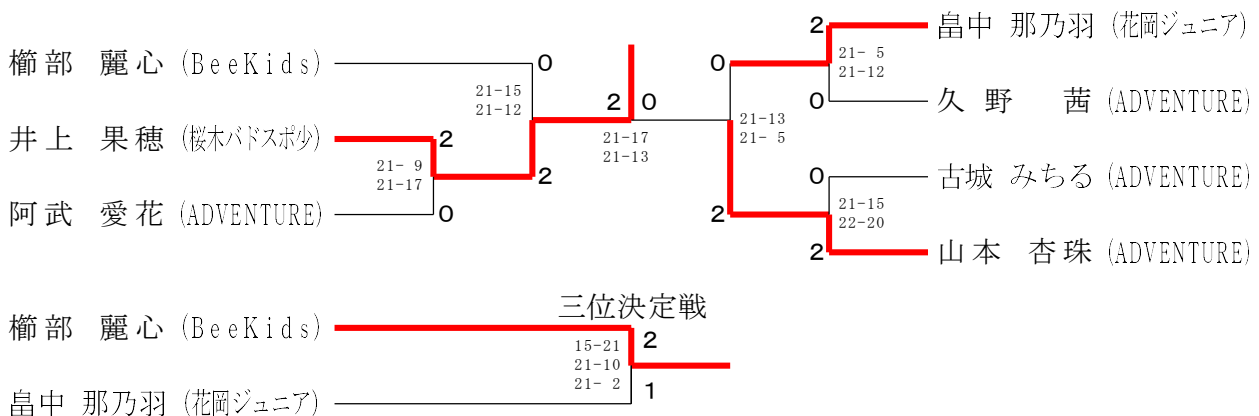 櫛部 麗心 (BeeKids)
0
21-15
21-12
井上 果穂 (桜木バドスポ少)
2
21- 9
21-17
2
阿武 愛花 (ADVENTURE)
0
2 0
21-17
21-13
2
畠中 那乃羽 (花岡ジュニア)
21- 5
21-12
0
久野 茜 (ADVENTURE)
0
21-13
21- 5
0
古城 みちる (ADVENTURE)
21-15
22-20
2
2
山本 杏珠 (ADVENTURE)
三位決定戦
櫛部 麗心 (BeeKids)
2
15-21
21-10
21- 2
1
畠中 那乃羽 (花岡ジュニア)